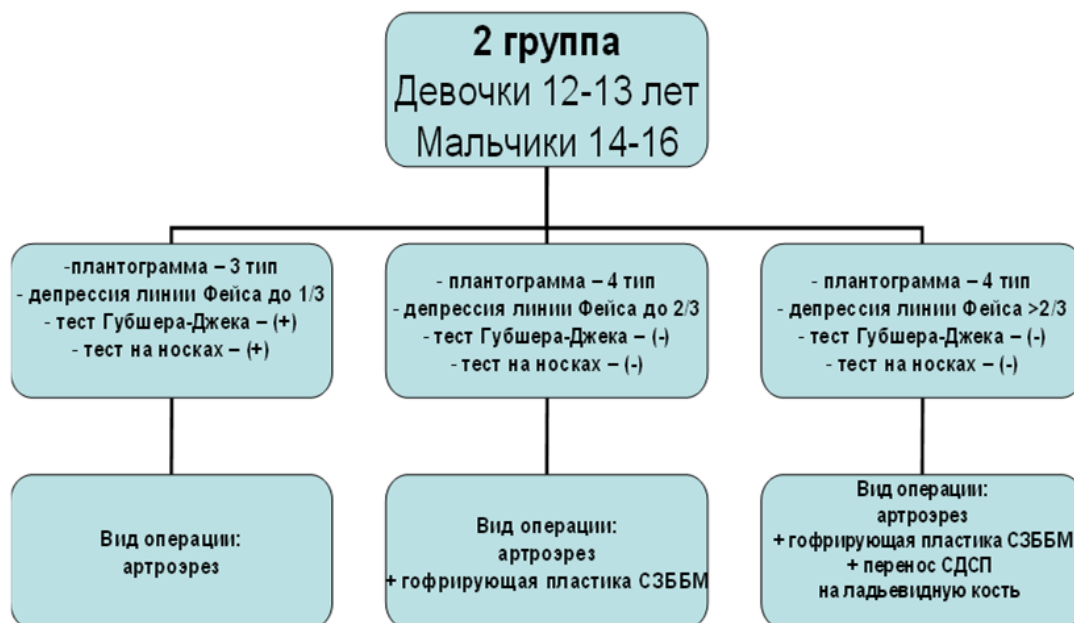 2 группа
Девочки 12-13 лет
Мальчики 14-16
-плантограмма – 3 тип
- депрессия линии Фейса до 1/3
- тест Губшера-Джека – (+)
- тест на носках – (+)
- плантограмма – 4 тип
- депрессия линии Фейса до 2/3
- тест Губшера-Джека – (-)
- тест на носках – (-)
- плантограмма – 4 тип
- депрессия линии Фейса >2/3
- тест Губшера-Джека – (-)
- тест на носках – (-)
Вид операции:
артроэрез
Вид операции:
артроэрез
+ гофрирующая пластика СЗББМ
Вид операции:
артроэрез
+ гофрирующая пластика СЗББМ
+ перенос СДСП
на ладьевидную кость